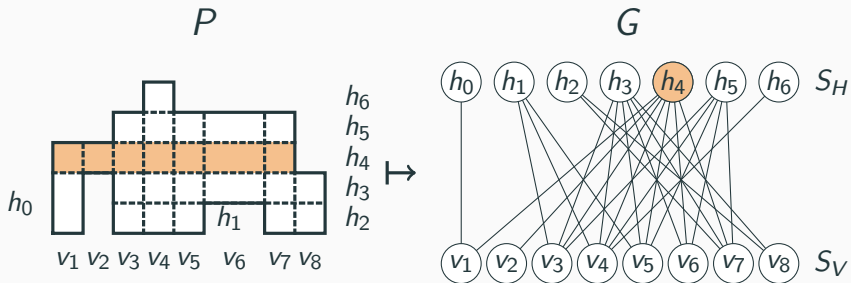 P G
h0 h1 h2 h3 h4 h5 h6 SH
h6
h5
h4
h3
h0 h1 h2
v1 v2 v3 v4 v5 v6 v7 v8
v1 v2 v3 v4 v5 v6 v7 v8 SV